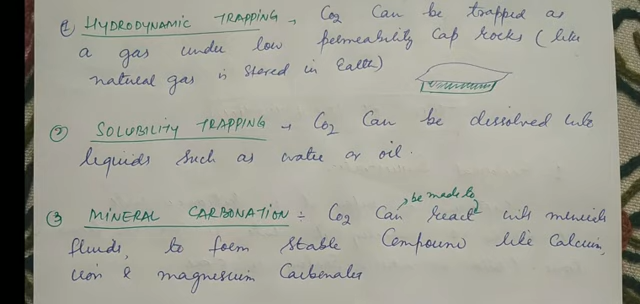 ① HYDRODYNAMIC TRAPPING → CO2 can be trapped as
a gas under low permeability cap rocks (like
natural gas is stored in Earth)
② SOLUBILITY TRAPPING → CO2 can be dissolved into
liquids such as water or oil.
be made to
③ MINERAL CARBONATION :- CO2 can react with minerals
fluids, to form stable compound like calcium,
iron & magnesium carbonates